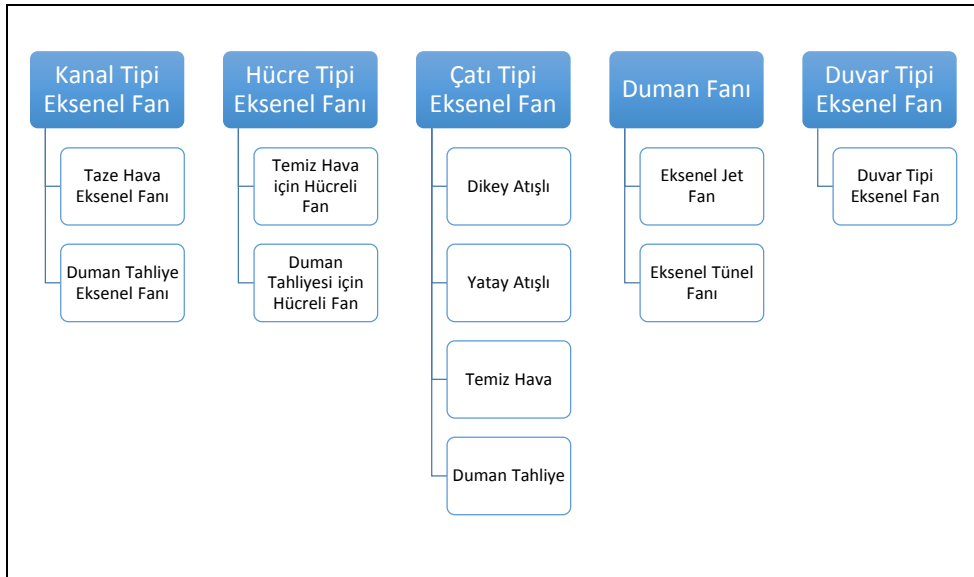 Kanal Tipi
Eksenel Fan
Taze Hava
Eksenel Fanı
Duman Tahliye
Eksenel Fanı
Hücre Tipi
Eksenel Fanı
Temiz Hava
için Hücreli
Fan
Duman
Tahliyesi için
Hücreli Fan
Çatı Tipi
Eksenel Fan
Dikey Atışlı
Yatay Atışlı
Temiz Hava
Duman Tahliye
Duman Fanı
Eksenel Jet
Fan
Eksenel Tünel
Fanı
Duvar Tipi
Eksenel Fan
Duvar Tipi
Eksenel Fan